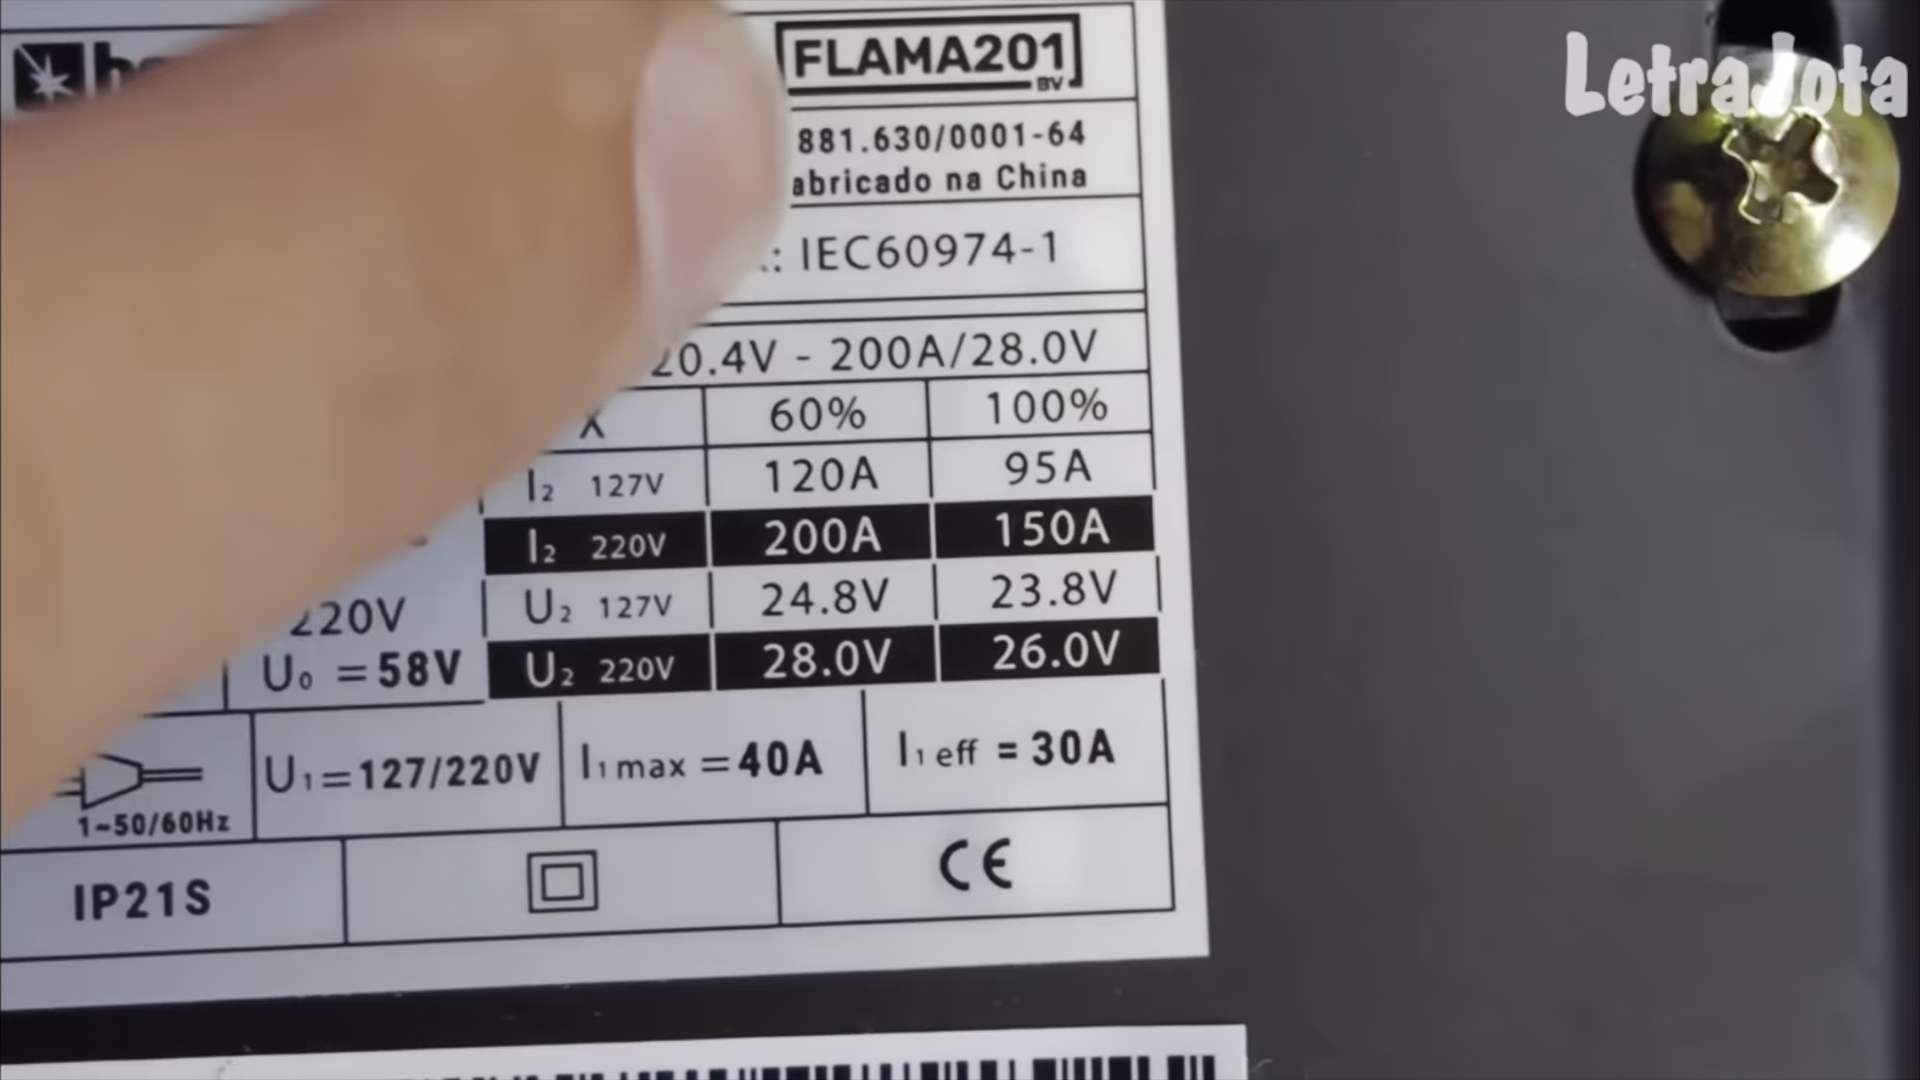 FLAMA201
BV
LetraJota
881.630/0001-64
abricado na China
: IEC60974-1
20.4V - 200A/28.0V
X 60% 100%
I2 127V 120A 95A
I2 220V 200A 150A
U2 127V 24.8V 23.8V
220V
U2 220V 28.0V 26.0V
U0 =58V
U1=127/220V I1 max =40A I1 eff = 30A
1~50/60Hz
IP21S CE